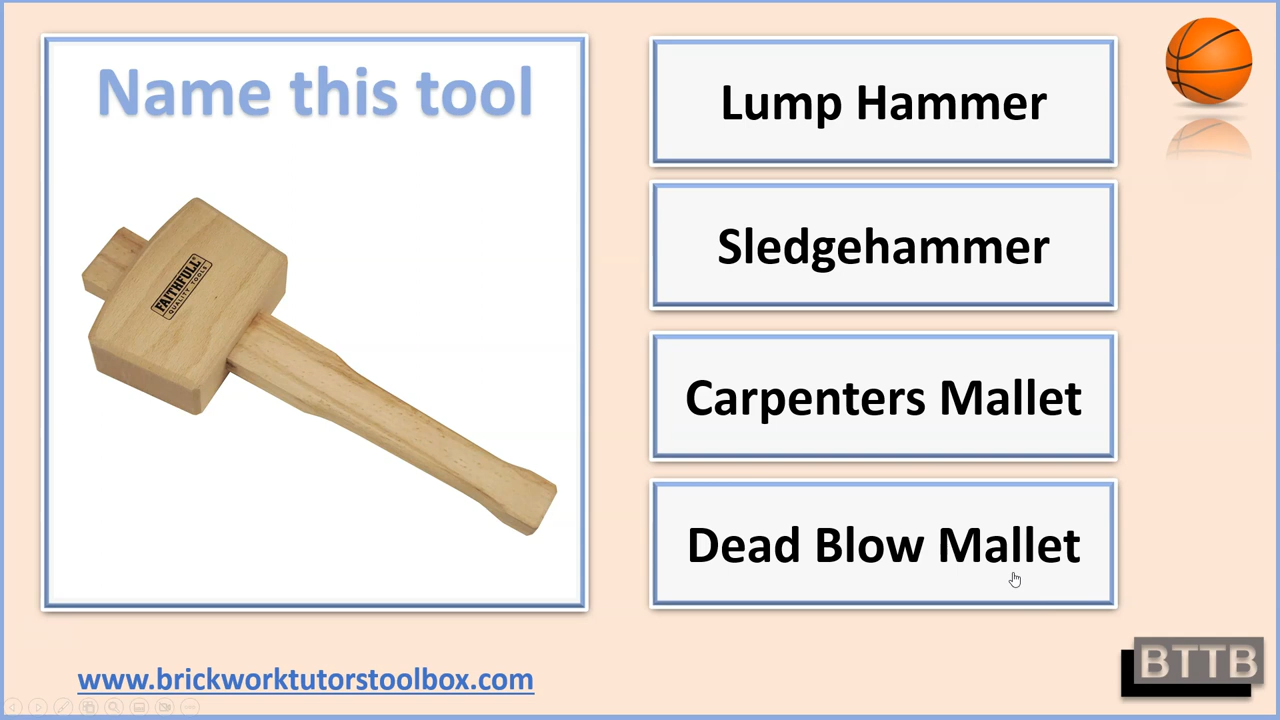 Name this tool
FAITHFULL
QUALITY TOOLS
Lump Hammer
Sledgehammer
Carpenters Mallet
Dead Blow Mallet
www.brickworktutorstoolbox.com
BTTB